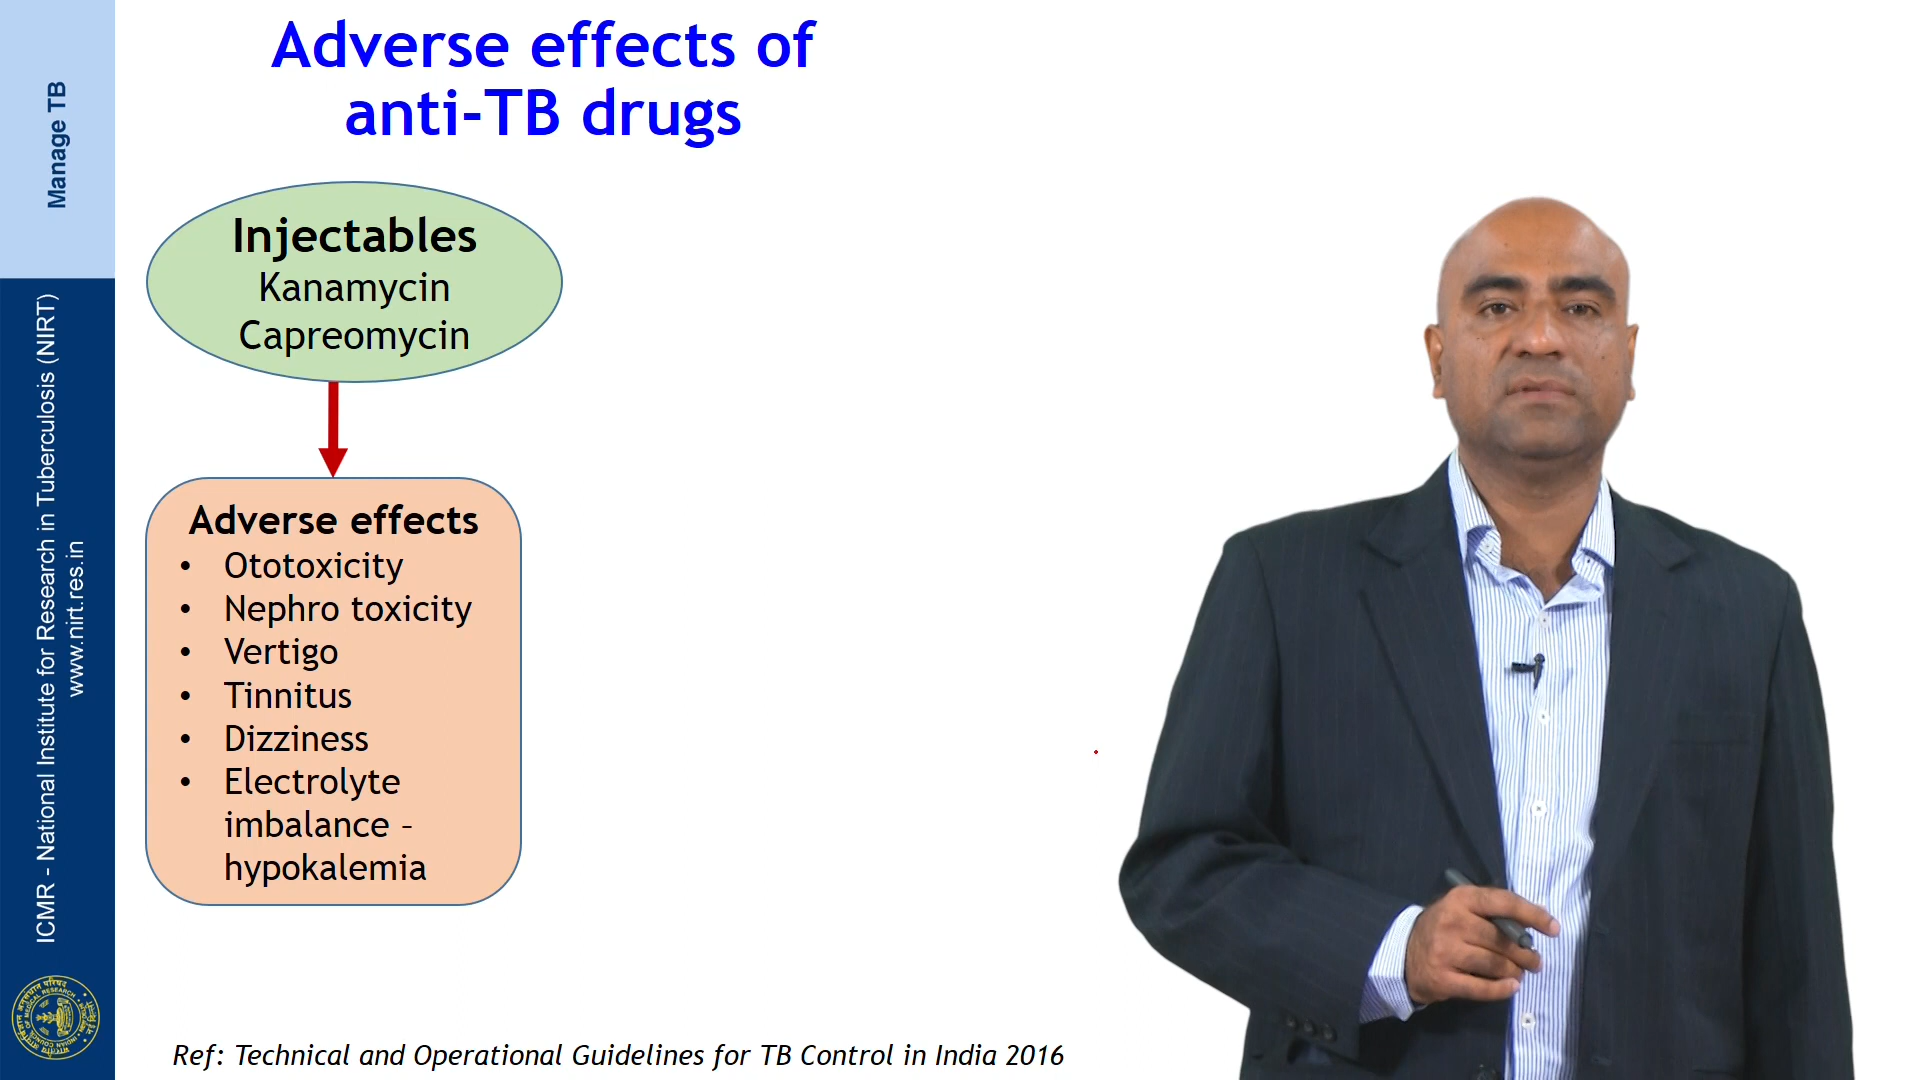 Adverse effects of
anti-TB drugs
Manage TB
ICMR - National Institute for Research in Tuberculosis (NIRT)
www.nirt.res.in
Injectables
Kanamycin
Capreomycin
Adverse effects
• Ototoxicity
• Nephro toxicity
• Vertigo
• Tinnitus
• Dizziness
• Electrolyte
imbalance –
hypokalemia
Ref: Technical and Operational Guidelines for TB Control in India 2016